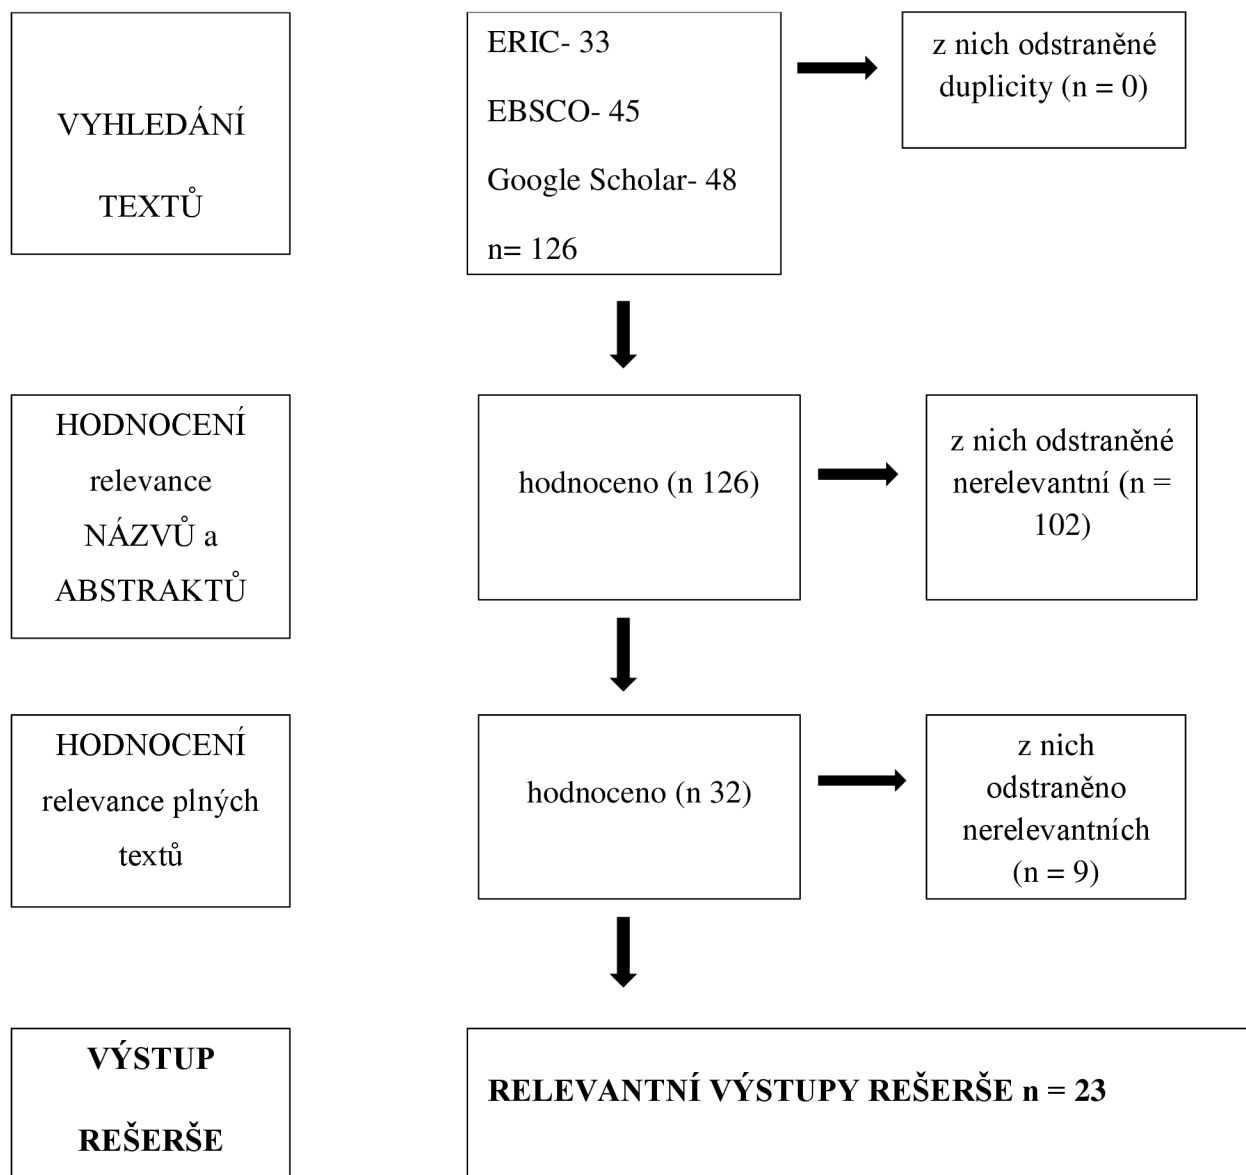 VYHLEDÁNÍ
TEXTŮ
ERIC- 33
EBSCO- 45
Google Scholar- 48
n= 126
z nich odstraněné
duplicity (n = 0)
HODNOCENÍ
relevance
NÁZVŮ a
ABSTRAKTŮ
hodnoceno (n 126)
z nich odstraněné
nerelevantní (n =
102)
HODNOCENÍ
relevance plných
textů
hodnoceno (n 32)
z nich
odstraněno
nerelevantních
(n = 9)
VÝSTUP
REŠERŠE
RELEVANTNÍ VÝSTUPY REŠERŠE n = 23